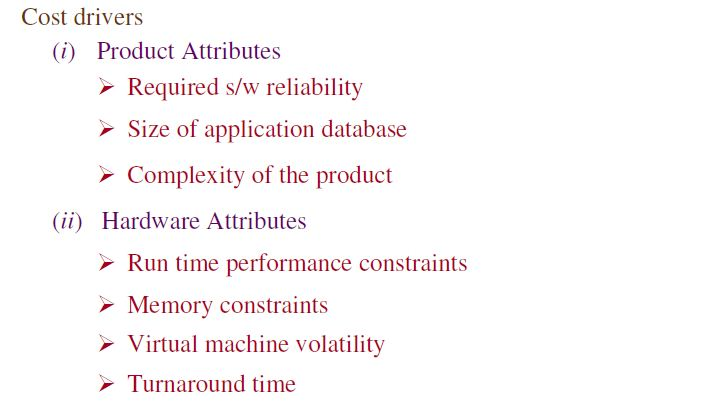 Cost drivers
(i) Product Attributes
➢ Required s/w reliability
➢ Size of application database
➢ Complexity of the product
(ii) Hardware Attributes
➢ Run time performance constraints
➢ Memory constraints
➢ Virtual machine volatility
➢ Turnaround time